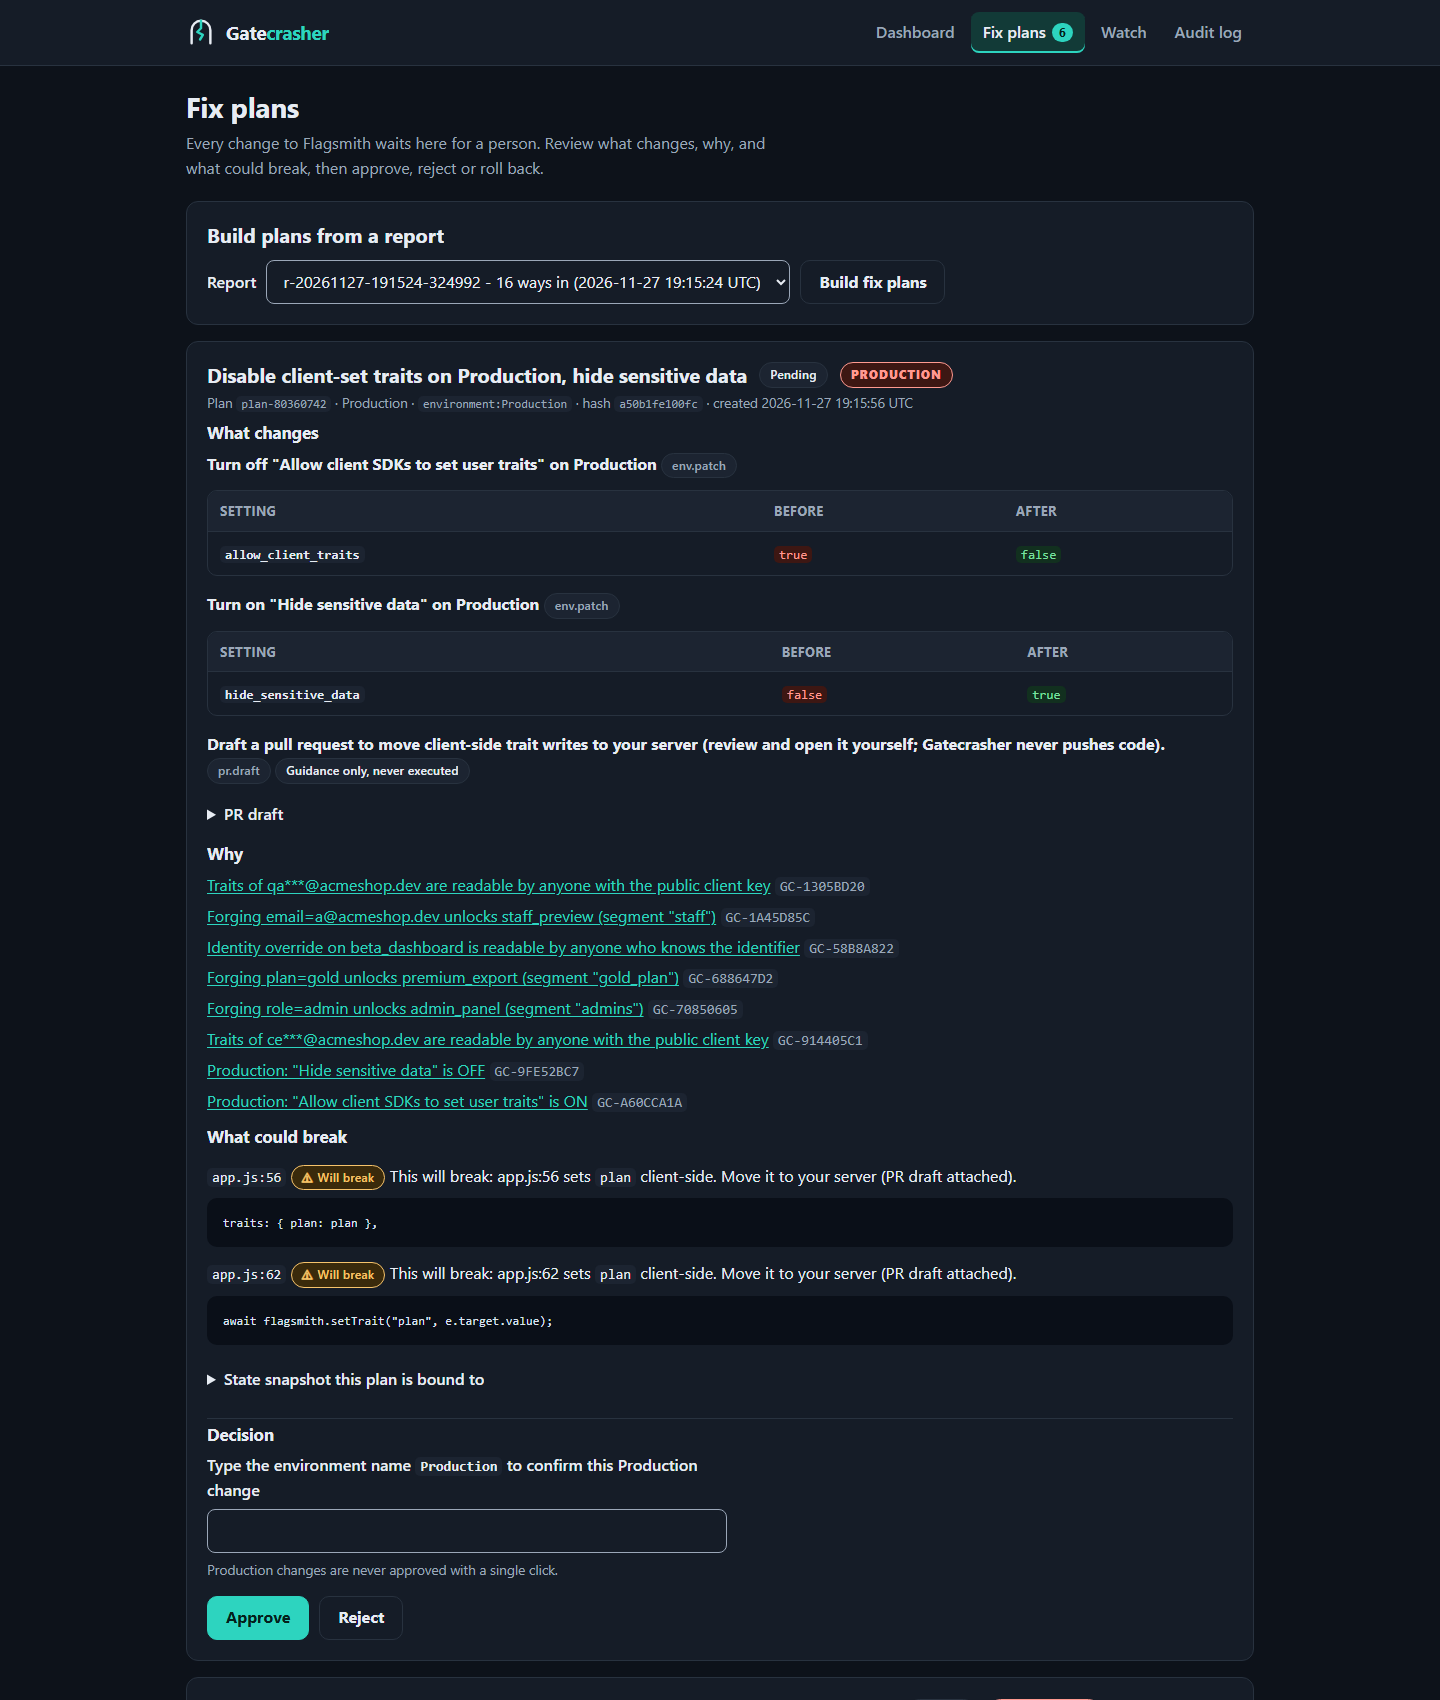 Gatecrasher
Dashboard
Fix plans 6
Watch
Audit log
Fix plans
Every change to Flagsmith waits here for a person. Review what changes, why, and
what could break, then approve, reject or roll back.
Build plans from a report
Report r-20261127-191524-324992 - 16 ways in (2026-11-27 19:15:24 UTC) Build fix plans
Disable client-set traits on Production, hide sensitive data Pending PRODUCTION
Plan plan-80360742 · Production · environment:Production · hash a50b1fe100fc · created 2026-11-27 19:15:56 UTC
What changes
Turn off "Allow client SDKs to set user traits" on Production env.patch
SETTING BEFORE AFTER
allow_client_traits true false
Turn on "Hide sensitive data" on Production env.patch
SETTING BEFORE AFTER
hide_sensitive_data false true
Draft a pull request to move client-side trait writes to your server (review and open it yourself; Gatecrasher never pushes code).
pr.draft Guidance only, never executed
PR draft
Why
Traits of qa***@acmeshop.dev are readable by anyone with the public client key GC-1305BD20
Forging email=a@acmeshop.dev unlocks staff_preview (segment "staff") GC-1A45D85C
Identity override on beta_dashboard is readable by anyone who knows the identifier GC-58B8A822
Forging plan=gold unlocks premium_export (segment "gold_plan") GC-688647D2
Forging role=admin unlocks admin_panel (segment "admins") GC-70850605
Traits of ce***@acmeshop.dev are readable by anyone with the public client key GC-914405C1
Production: "Hide sensitive data" is OFF GC-9FE52BC7
Production: "Allow client SDKs to set user traits" is ON GC-A60CCA1A
What could break
app.js:56 ⚠ Will break This will break: app.js:56 sets plan client-side. Move it to your server (PR draft attached).
traits: { plan: plan },
app.js:62 ⚠ Will break This will break: app.js:62 sets plan client-side. Move it to your server (PR draft attached).
await flagsmith.setTrait("plan", e.target.value);
State snapshot this plan is bound to
Decision
Type the environment name Production to confirm this Production
change
Production changes are never approved with a single click.
Approve Reject